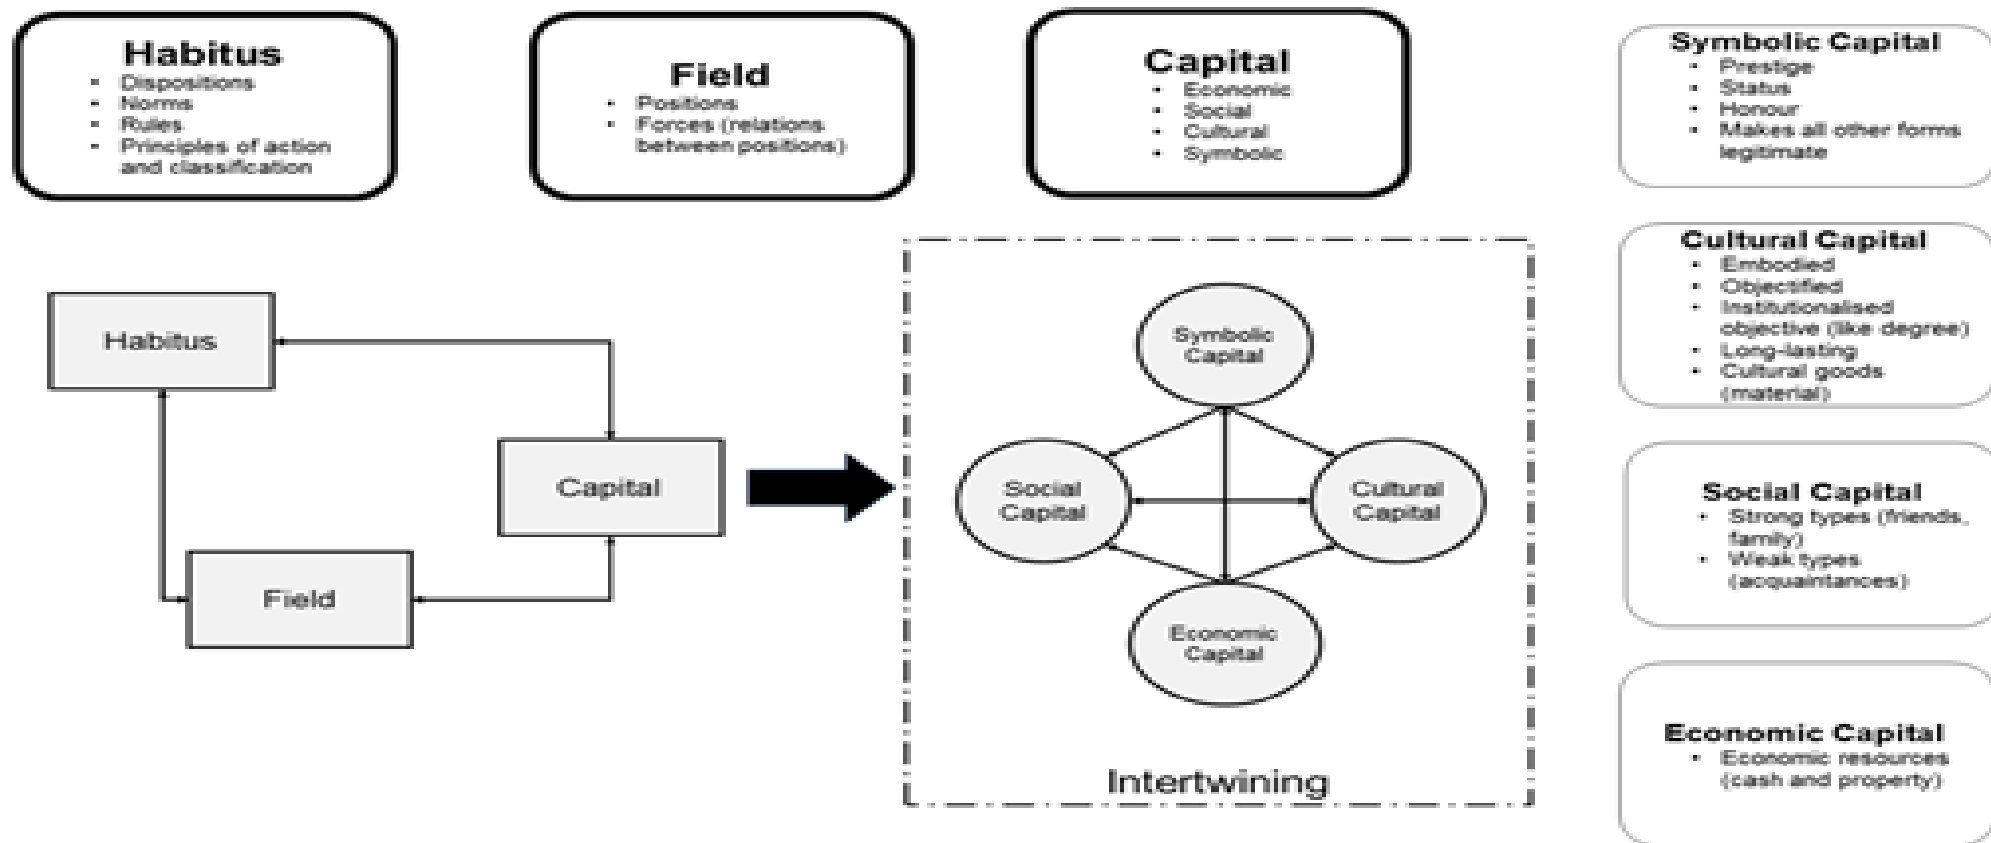 Habitus
• Dispositions
• Norms
• Rules
• Principles of action
and classification
Field
• Positions
• Forces (relations
between positions)
Capital
• Economic
• Social
• Cultural
• Symbolic
Symbolic Capital
• Prestige
• Status
• Honour
• Makes all other forms
legitimate
Cultural Capital
• Embodied
• Objectified
• Institutionalised
objective (like degree)
• Long-lasting
• Cultural goods
(material)
Social Capital
• Strong types (friends,
family)
• Weak types
(acquaintances)
Economic Capital
• Economic resources
(cash and property)
Habitus
Capital
Field
Symbolic
Capital
Social
Capital
Cultural
Capital
Economic
Capital
Intertwining